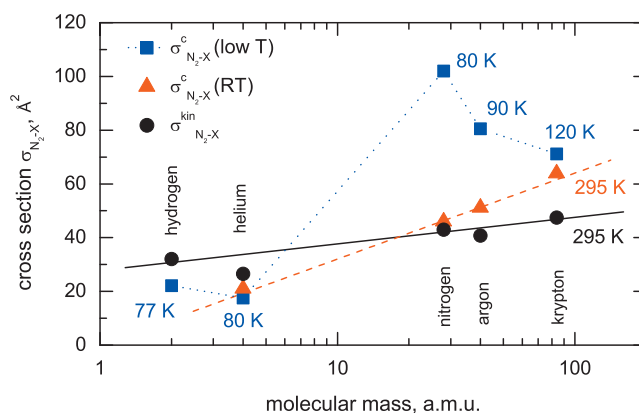 120
100
80
60
40
20
0
cross section σN₂-X, Å²
σᶜN₂-X(low T)
σᶜN₂-X(RT)
σᵏⁱⁿN₂-X
80 K
90 K
120 K
295 K
295 K
77 K
80 K
hydrogen
helium
nitrogen
argon
krypton
1
10
100
molecular mass, a.m.u.